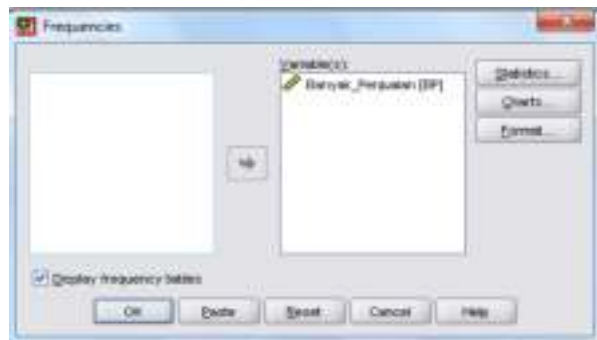 Frequencies
Variable(s):
Banyak_Penjualan [BP]
Statistics...
Charts...
Format...
Display frequency tables
OK
Paste
Reset
Cancel
Help